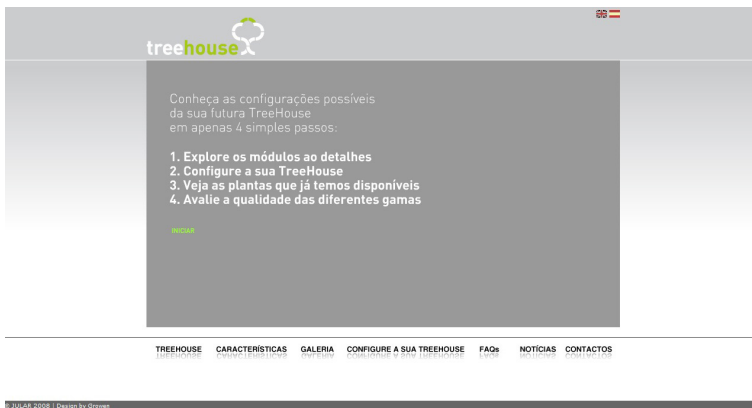 treehouse
Conheça as configurações possíveis
da sua futura TreeHouse
em apenas 4 simples passos:
1. Explore os módulos ao detalhes
2. Configure a sua TreeHouse
3. Veja as plantas que já temos disponíveis
4. Avalie a qualidade das diferentes gamas
INICIAR
TREEHOUSE CARACTERÍSTICAS GALERIA CONFIGURE A SUA TREEHOUSE FAQs NOTÍCIAS CONTACTOS
© JULAR 2008 | Design by Growen